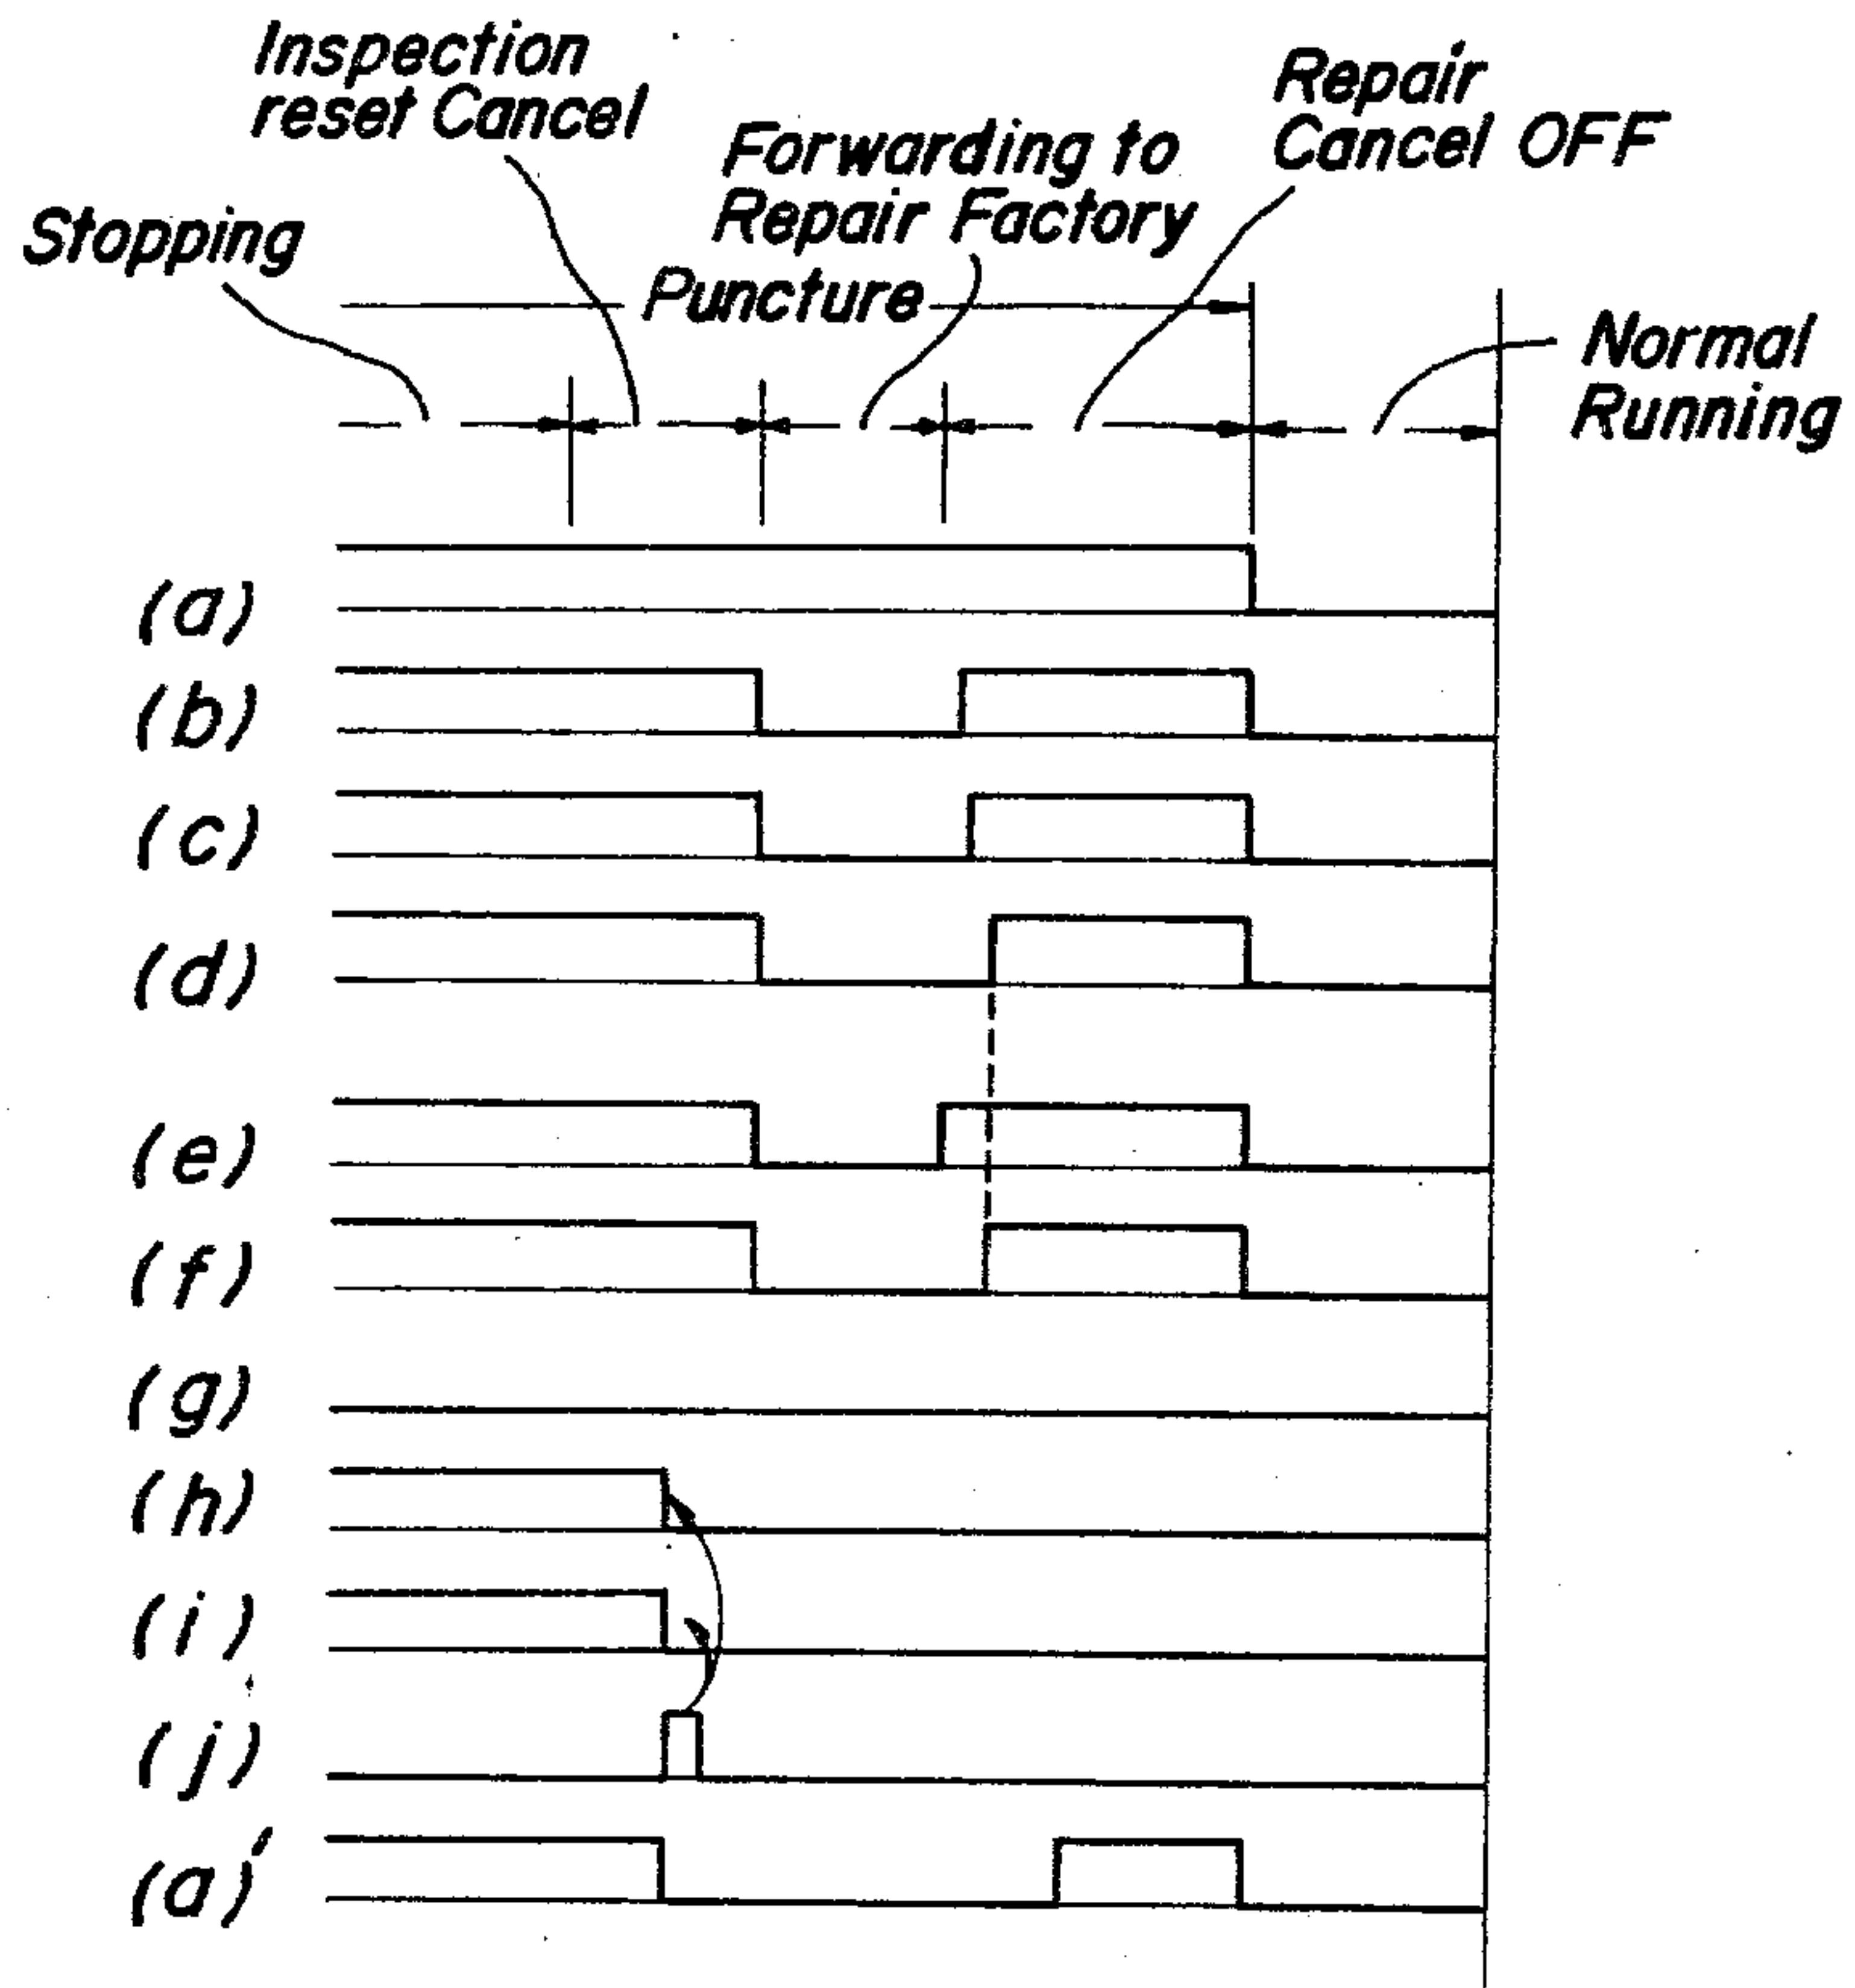 Inspection
reset Cancel
Repair
Cancel OFF
Forwarding to
Repair Factory
Stopping
Puncture
Normal
Running
(a)
(b)
(c)
(d)
(e)
(f)
(g)
(h)
(i)
(j)
(a)'